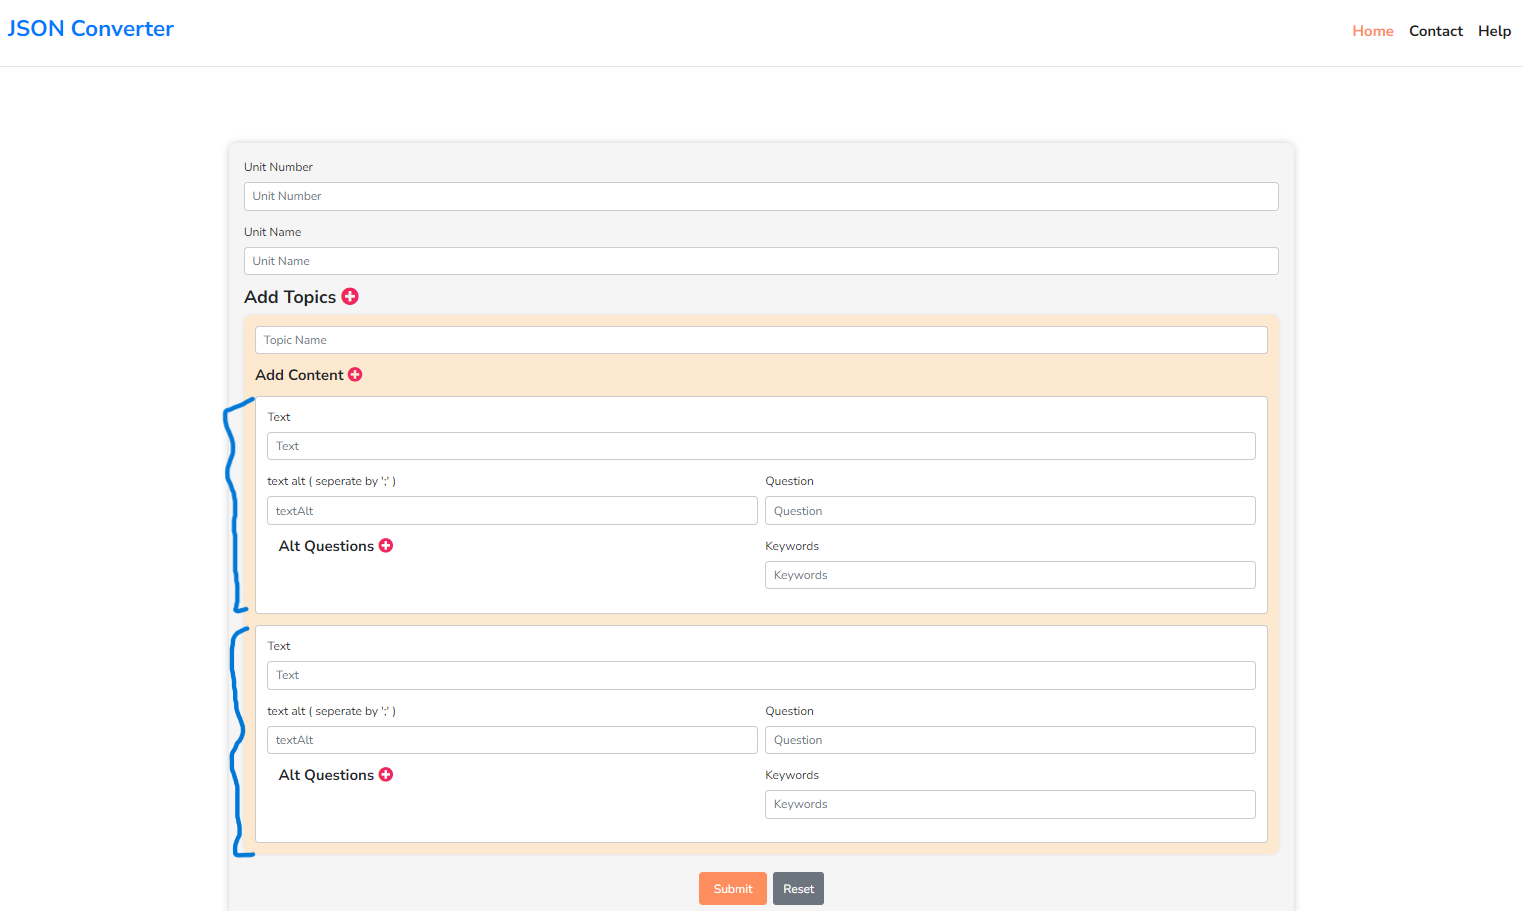 JSON Converter
Home Contact Help
Unit Number
Unit Number
Unit Name
Unit Name
Add Topics
Topic Name
Add Content
Text
Text
text alt ( seperate by ';' ) Question
textAlt Question
Alt Questions Keywords
Keywords
Text
Text
text alt ( seperate by ';' ) Question
textAlt Question
Alt Questions Keywords
Keywords
Submit Reset